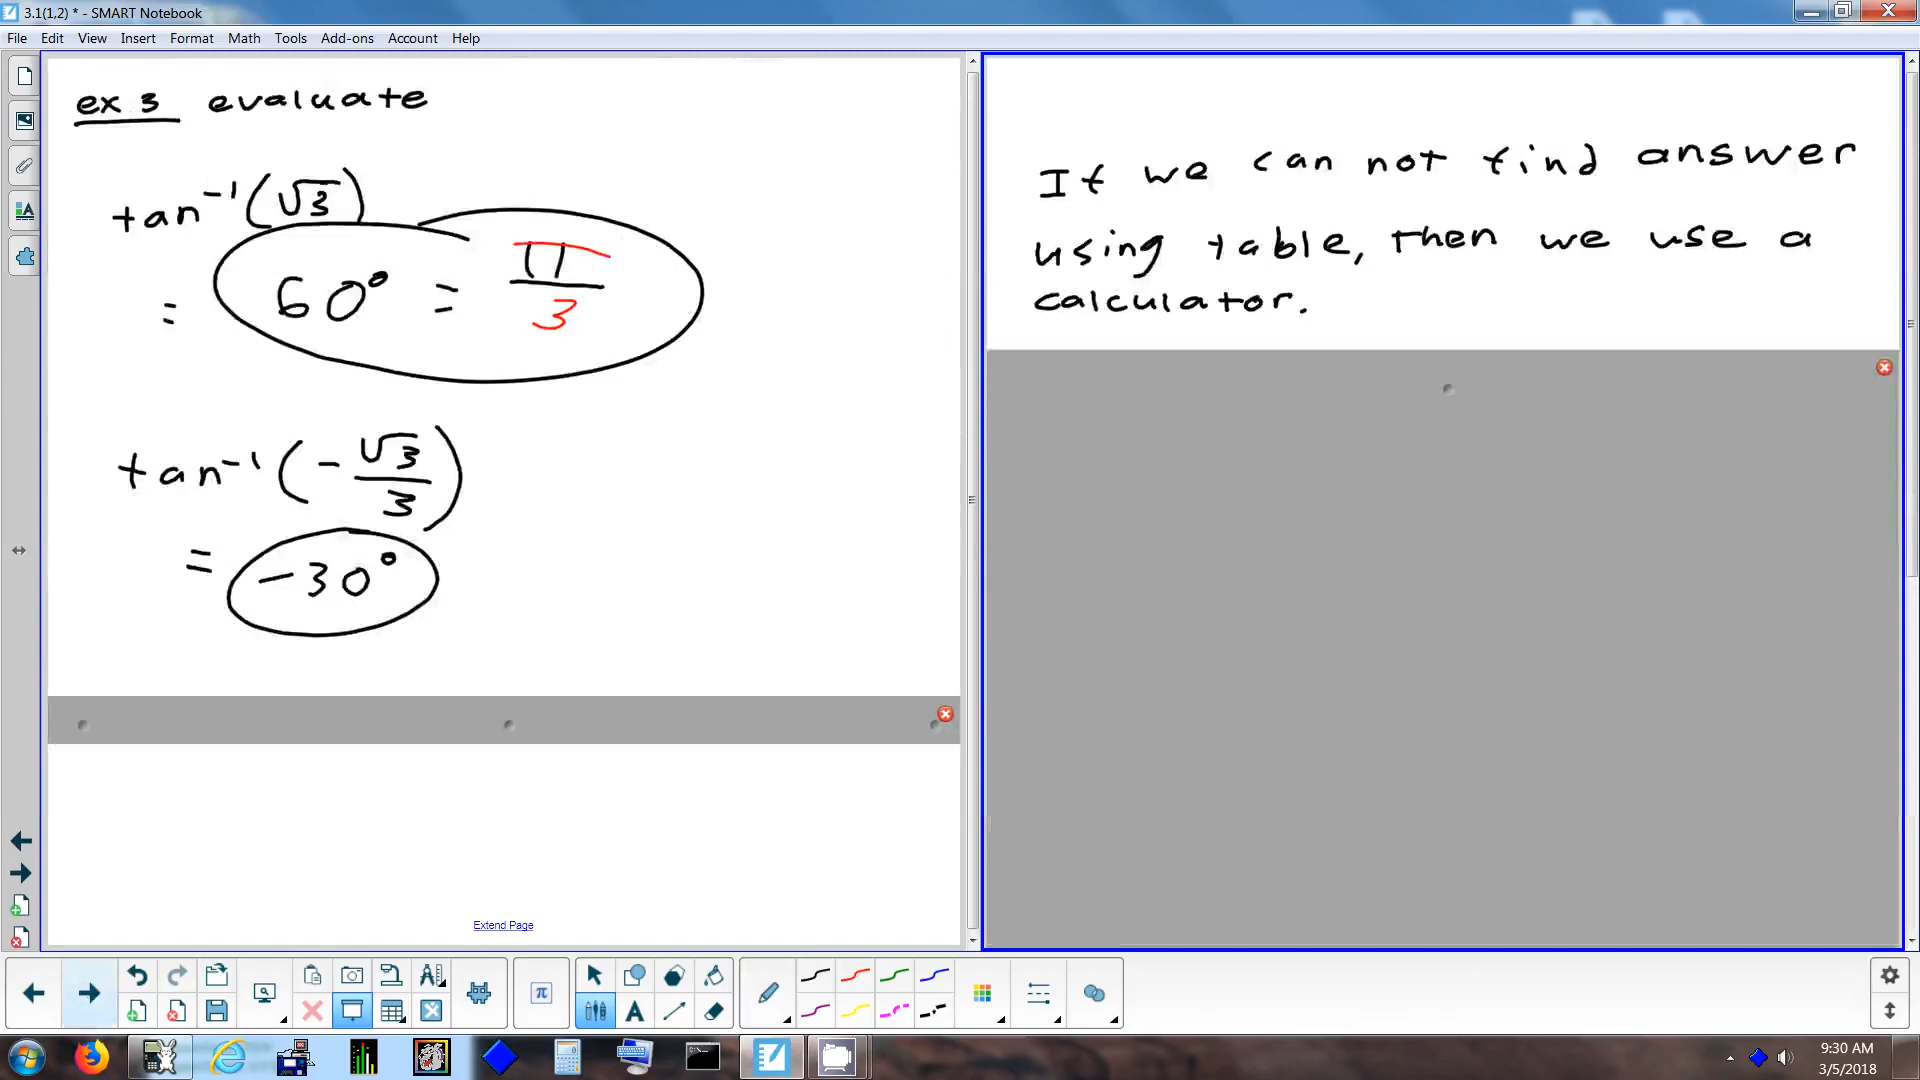 3.1(1,2) * - SMART Notebook
File Edit View Insert Format Math Tools Add-ons Account Help
ex 3 evaluate
tan⁻¹(√3)
= 60° = π/3
tan⁻¹(-√3/3)
= -30°
Extend Page
If we can not find answer
using table, then we use a
calculator.
π
A
9:30 AM
3/5/2018